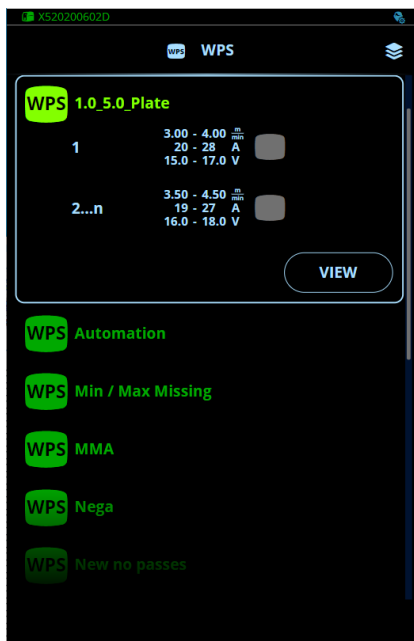 X520200602D
WPS WPS
WPS 1.0_5.0_Plate
1 3.00 - 4.00 m/min
20 - 28 A
15.0 - 17.0 V
2...n 3.50 - 4.50 m/min
19 - 27 A
16.0 - 18.0 V
VIEW
WPS Automation
WPS Min / Max Missing
WPS MMA
WPS Nega
WPS New no passes